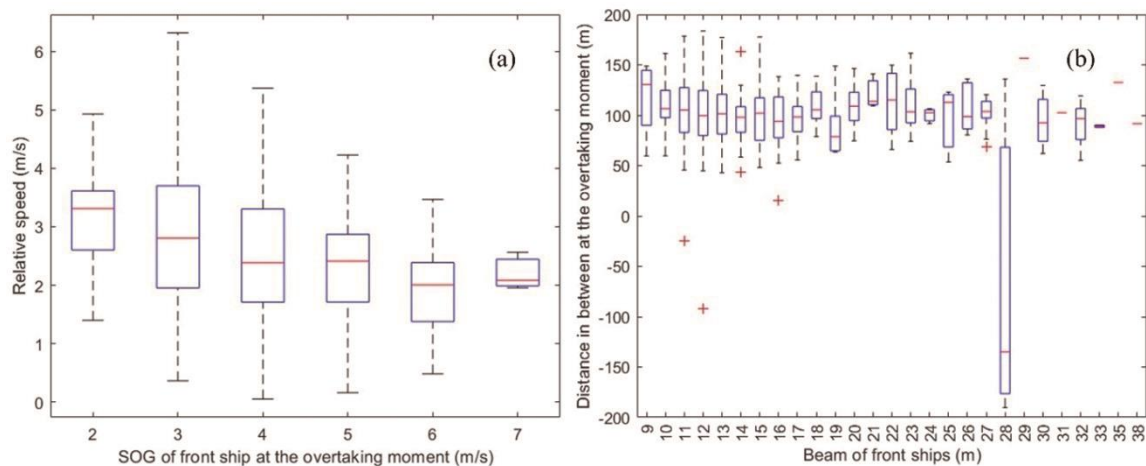 (a)
Relative speed (m/s)
6
5
4
3
2
1
0
2 3 4 5 6 7
SOG of front ship at the overtaking moment (m/s)
(b)
Distance in between at the overtaking moment (m)
200
150
100
50
0
-50
-100
-150
-200
9 10 11 12 13 14 15 16 17 18 19 20 21 22 23 24 25 26 27 28 29 30 31 32 33 35 38
Beam of front ships (m)